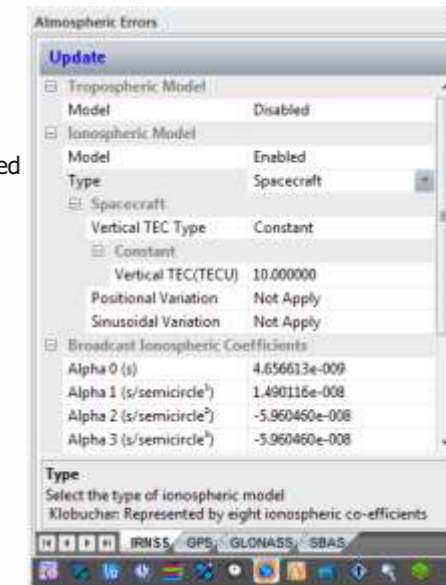 Atmospheric Errors
Update
Tropospheric Model
Model Disabled
Ionospheric Model
ed
Model Enabled
Type Spacecraft
Spacecraft
Vertical TEC Type Constant
Constant
Vertical TEC(TECU) 10.000000
Positional Variation Not Apply
Sinusoidal Variation Not Apply
Broadcast Ionospheric Coefficients
Alpha 0 (s) 4.656613e-009
Alpha 1 (s/semicircle¹) 1.490116e-008
Alpha 2 (s/semicircle²) -5.960460e-008
Alpha 3 (s/semicircle³) -5.960460e-008
Type
Select the type of ionospheric model
Klobuchar: Represented by eight ionospheric co-efficients
IRNSS GPS GLONASS SBAS